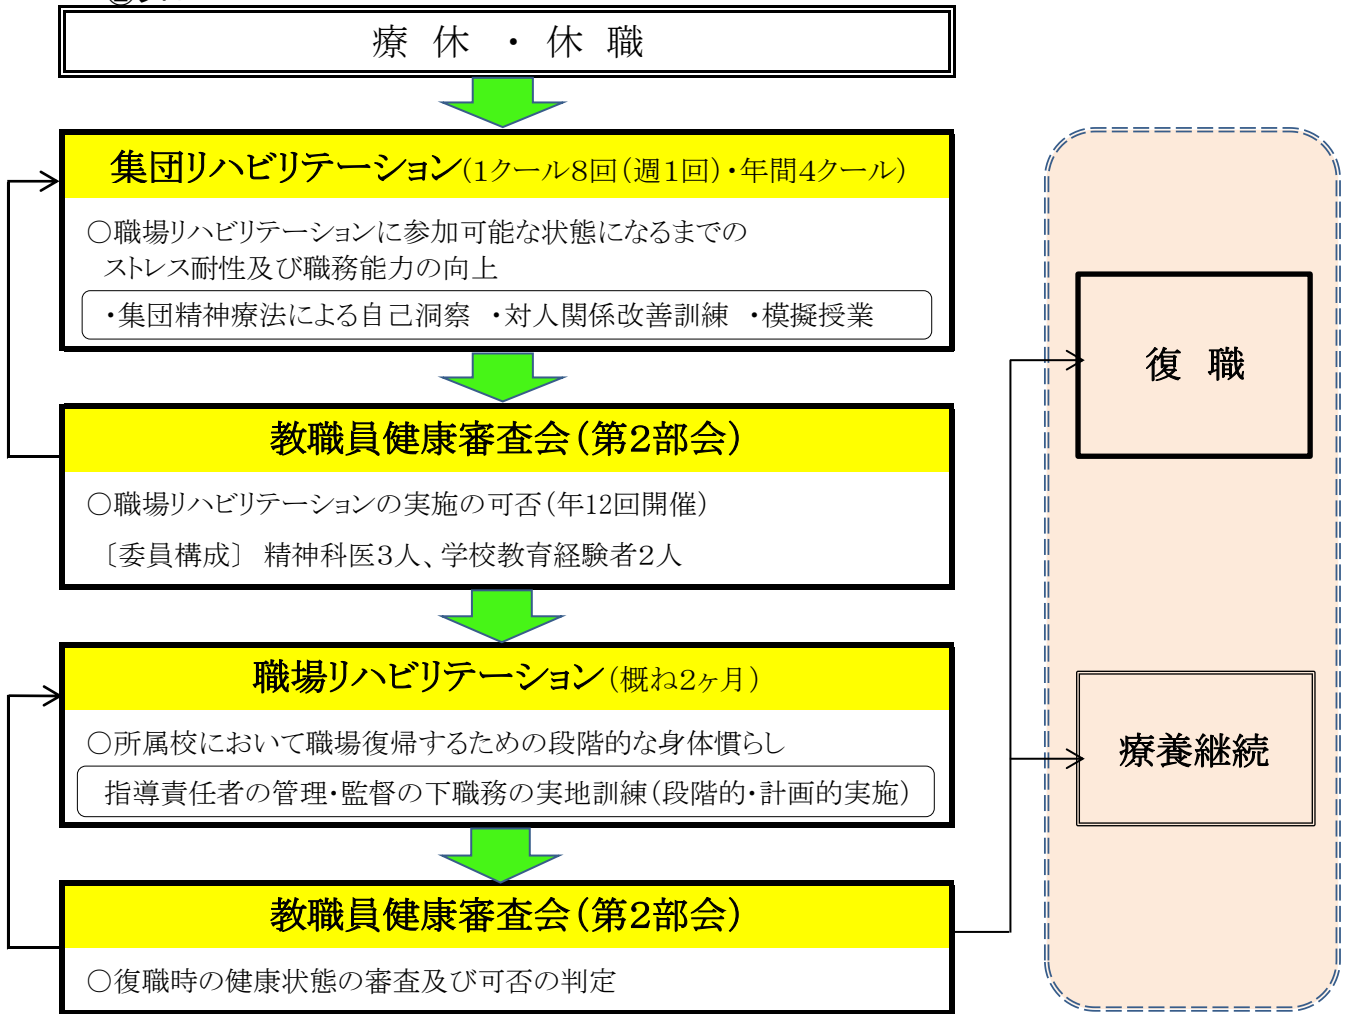 療 休 ・ 休 職
集団リハビリテーション(1クール8回(週1回)・年間4クール)
○職場リハビリテーションに参加可能な状態になるまでの
ストレス耐性及び職務能力の向上
・集団精神療法による自己洞察 ・対人関係改善訓練 ・模擬授業
教職員健康審査会(第2部会)
○職場リハビリテーションの実施の可否(年12回開催)
〔委員構成〕 精神科医3人、学校教育経験者2人
職場リハビリテーション(概ね2ヶ月)
○所属校において職場復帰するための段階的な身体慣らし
指導責任者の管理・監督の下職務の実地訓練(段階的・計画的実施)
教職員健康審査会(第2部会)
○復職時の健康状態の審査及び可否の判定
復 職
療養継続